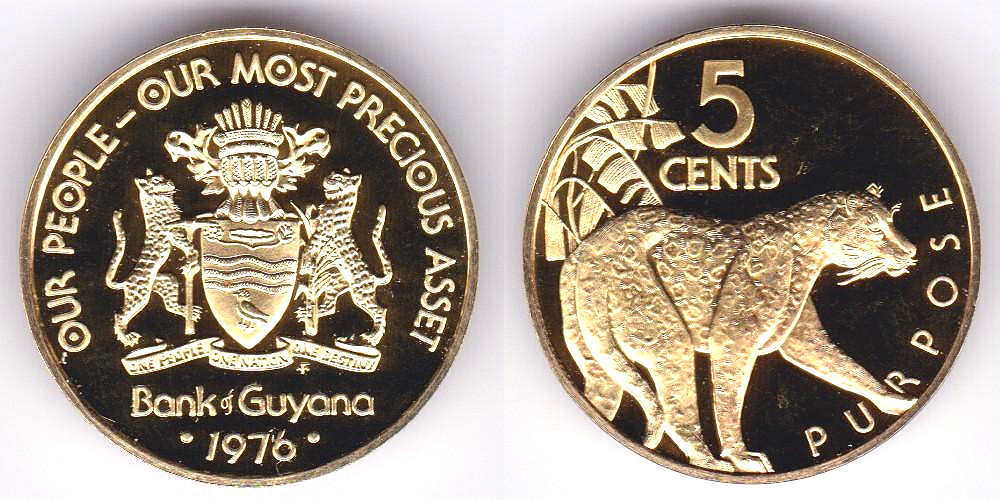 OUR PEOPLE – OUR MOST PRECIOUS ASSET
ONE PEOPLE ONE NATION ONE DESTINY
Bank of Guyana
• 1976 •
5
CENTS
PURPOSE